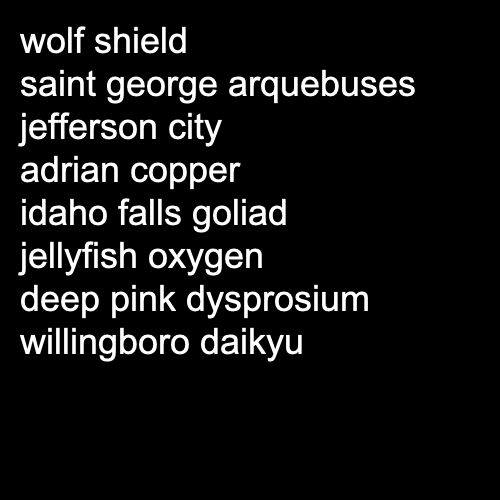 wolf shield
saint george arquebuses
jefferson city
adrian copper
idaho falls goliad
jellyfish oxygen
deep pink dysprosium
willingboro daikyu